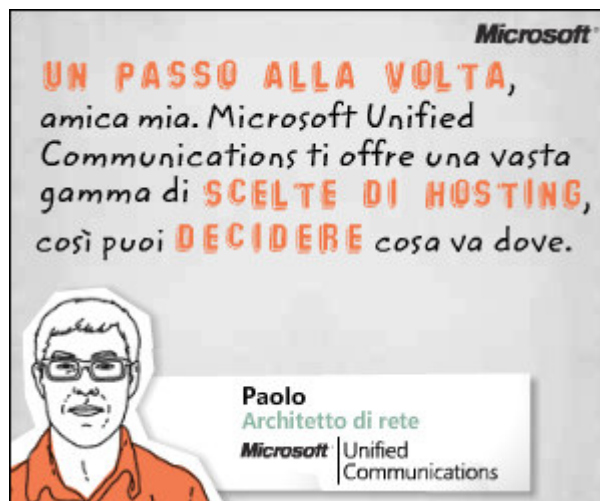 Microsoft
UN PASSO ALLA VOLTA,
amica mia. Microsoft Unified
Communications ti offre una vasta
gamma di SCELTE DI HOSTING,
così puoi DECIDERE cosa va dove.
Paolo
Architetto di rete
Microsoft Unified
Communications